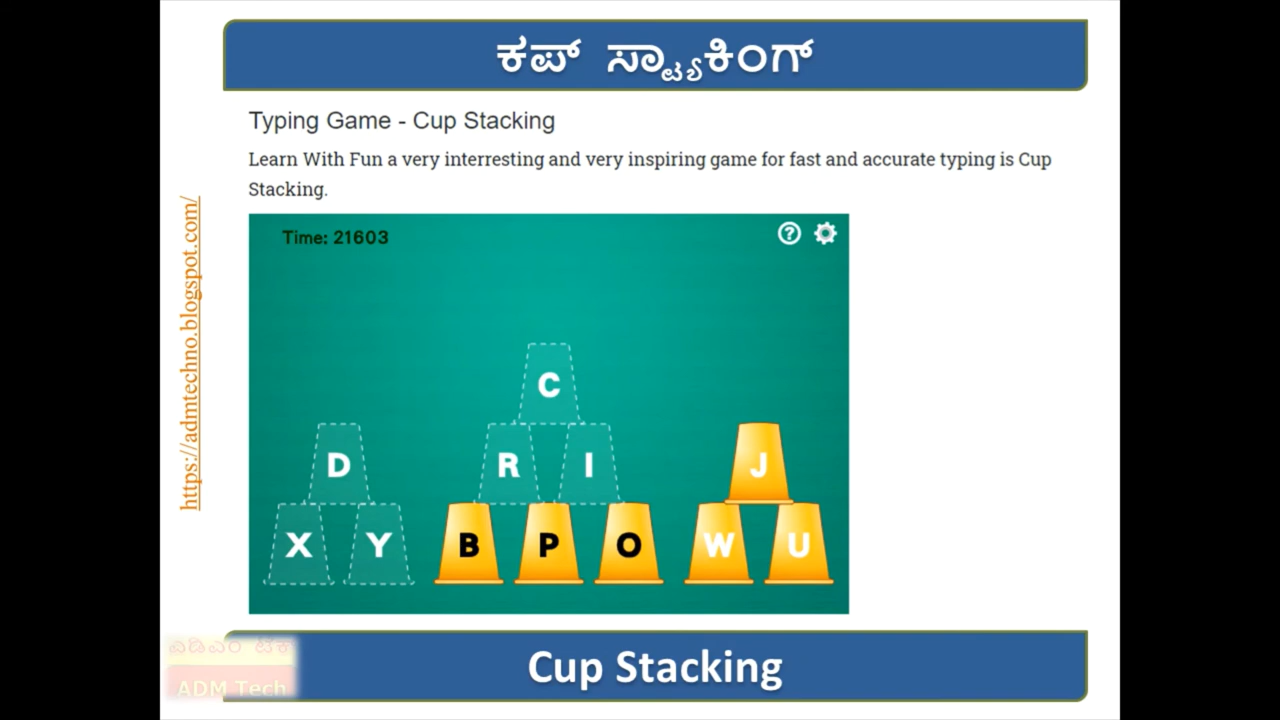 ಕಪ್ ಸ್ಟ್ಯಾಕಿಂಗ್
Typing Game - Cup Stacking
Learn With Fun a very interresting and very inspiring game for fast and accurate typing is Cup
Stacking.
https://admtechno.blogspot.com/
Time: 21603
C
D R I J
X Y B P O W U
ಎಡಿಎಂ ಟೆಕ್
ADM Tech
Cup Stacking